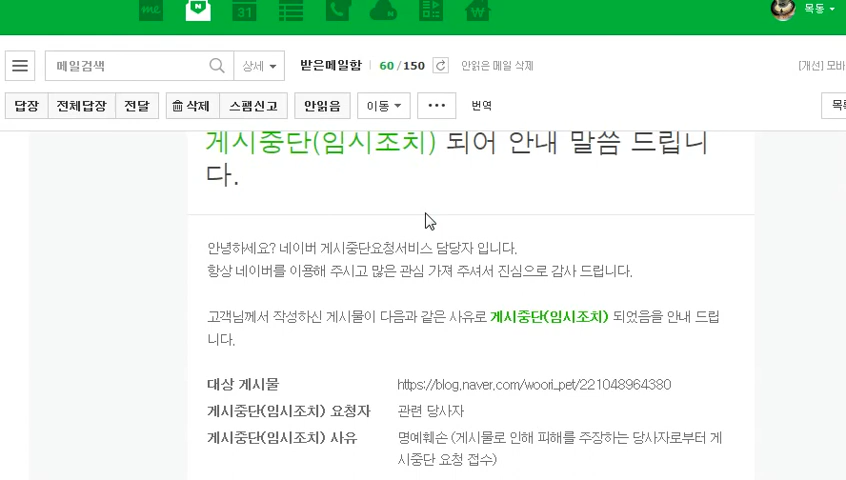 31
목동
메일검색
상세
받은메일함
60 / 150
안읽은 메일 삭제
[개선] 모바
답장
전체답장
전달
삭제
스팸신고
안읽음
이동
번역
목록
게시중단(임시조치) 되어 안내 말씀 드립니
다.
안녕하세요? 네이버 게시중단요청서비스 담당자 입니다.
항상 네이버를 이용해 주시고 많은 관심 가져 주셔서 진심으로 감사 드립니다.
고객님께서 작성하신 게시물이 다음과 같은 사유로 게시중단(임시조치) 되었음을 안내 드립
니다.
대상 게시물 https://blog.naver.com/woori_pet/221048964380
게시중단(임시조치) 요청자 관련 당사자
게시중단(임시조치) 사유 명예훼손 (게시물로 인해 피해를 주장하는 당사자로부터 게
시중단 요청 접수)